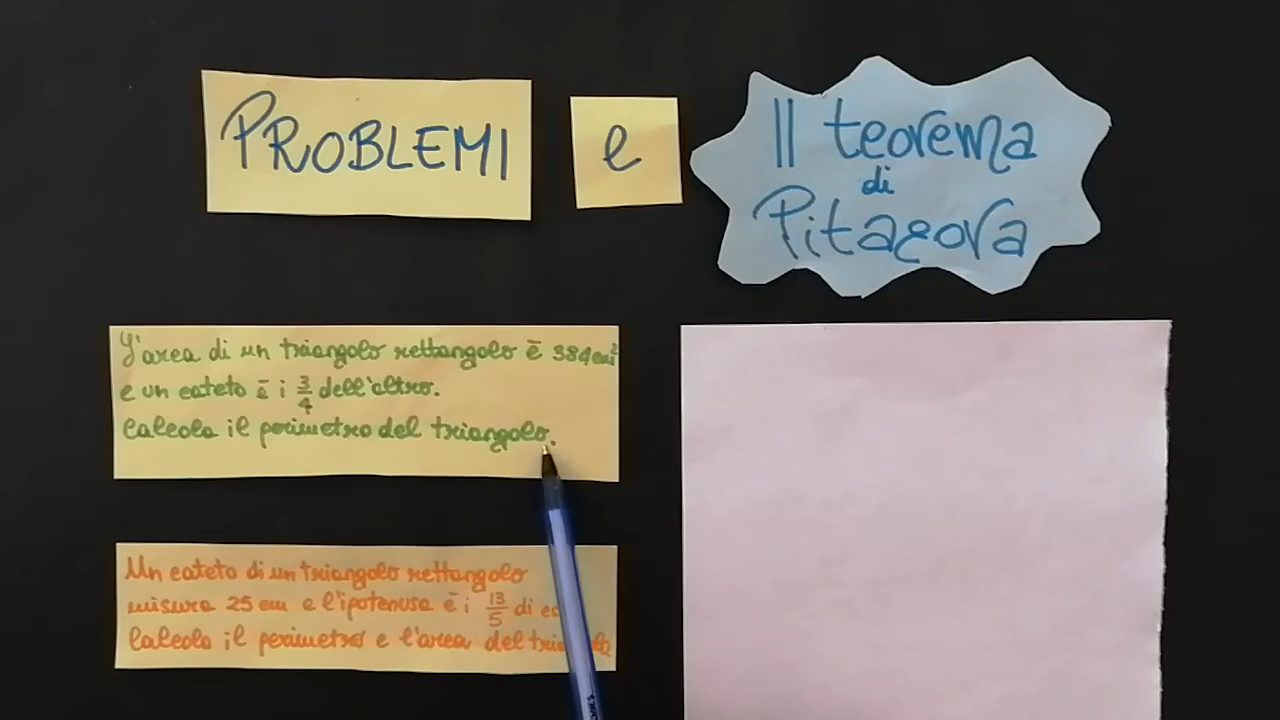 PROBLEMI
e
Il teorema
di
Pitagora
L'area di un triangolo rettangolo è 384 cm²
e un cateto è i 3/4 dell'altro.
Calcola il perimetro del triangolo.
Un cateto di un triangolo rettangolo
misura 25 cm e l'ipotenusa è i 13/5 di
Calcola il perimetro e l'area del